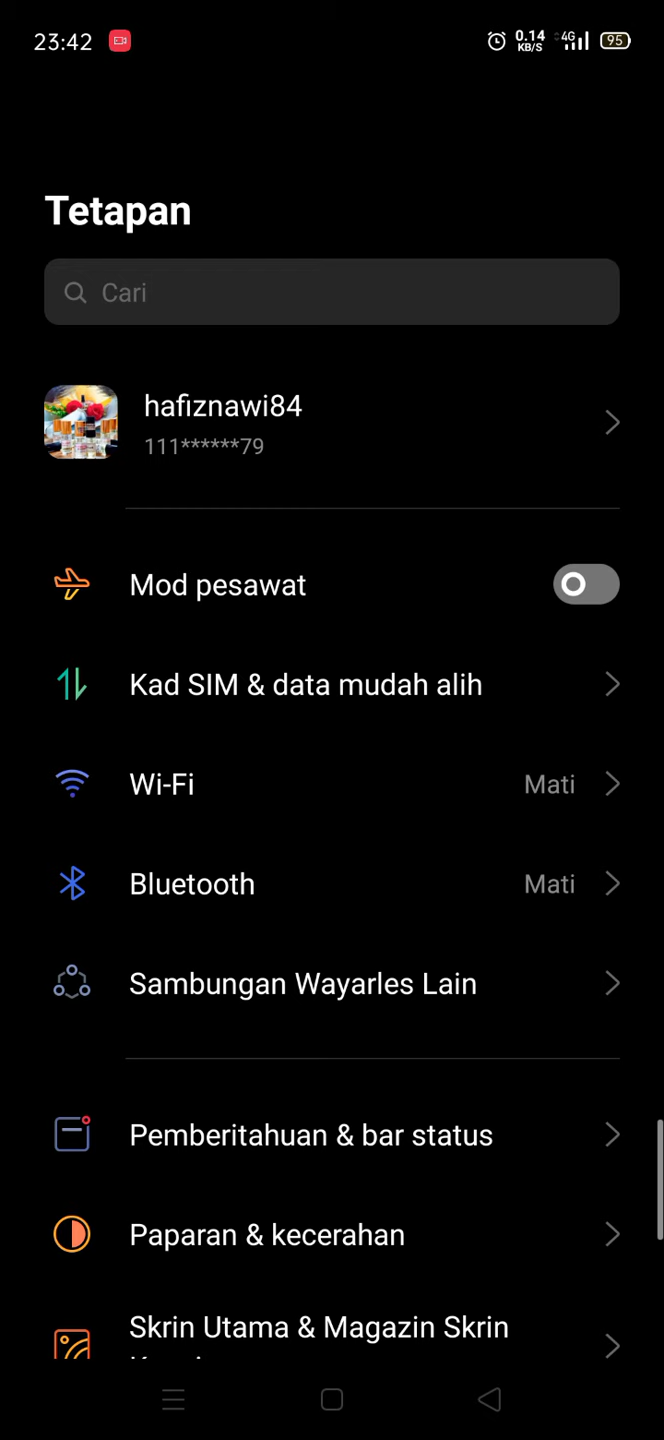 23:42
0.14
KB/S
4G
95
Tetapan
Cari
hafiznawi84
111******79
Mod pesawat
Kad SIM & data mudah alih
Wi-Fi
Mati
Bluetooth
Mati
Sambungan Wayarles Lain
Pemberitahuan & bar status
Paparan & kecerahan
Skrin Utama & Magazin Skrin